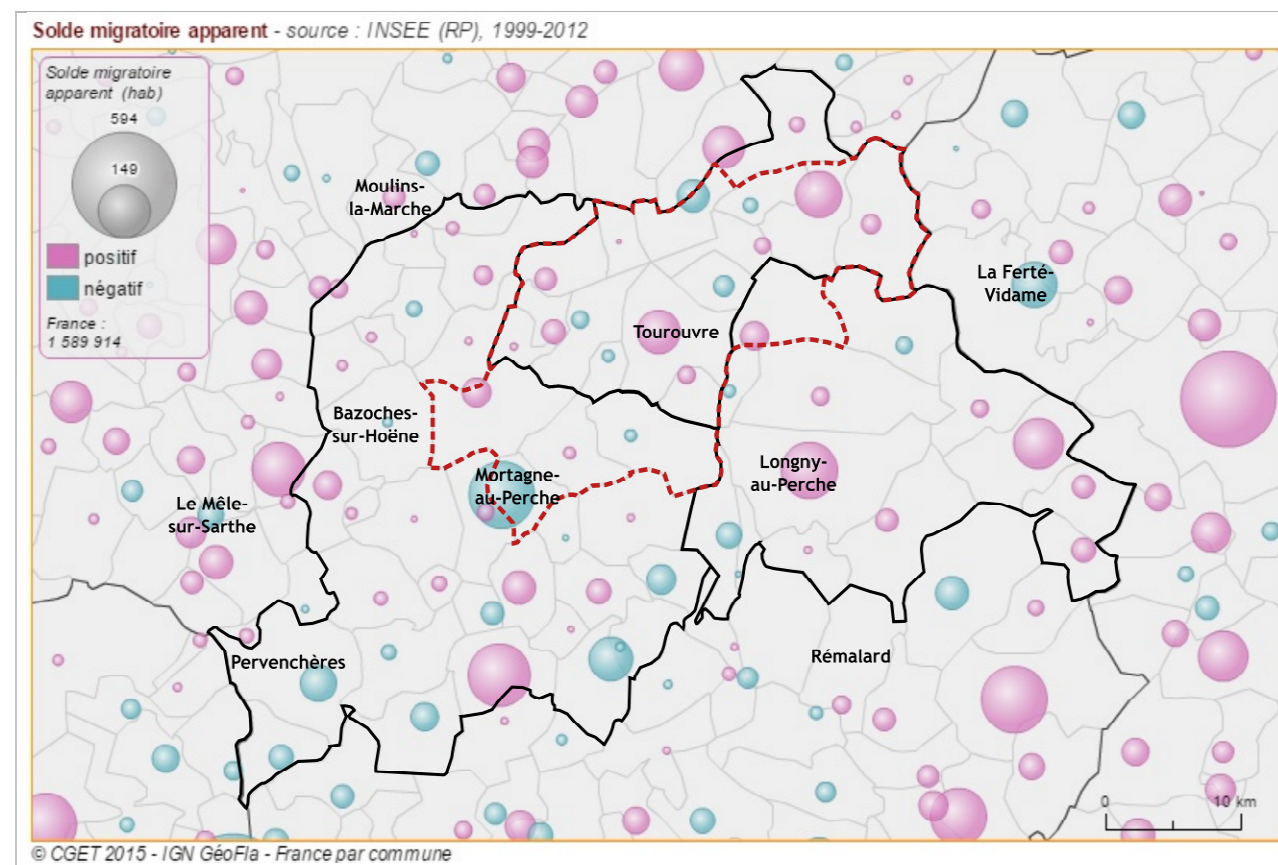 Solde migratoire apparent - source : INSEE (RP), 1999-2012
Solde migratoire
apparent (hab)
594
149
positif
négatif
France :
1 589 914
Moulins-
la-Marche
La Ferté-
Vidame
Tourouvre
Bazoches-
sur-Hoëne
Mortagne-
au-Perche
Longny-
au-Perche
Le Mêle-
sur-Sarthe
Pervenchères
Rémalard
0 10 km
© CGET 2015 - IGN GéoFla - France par commune